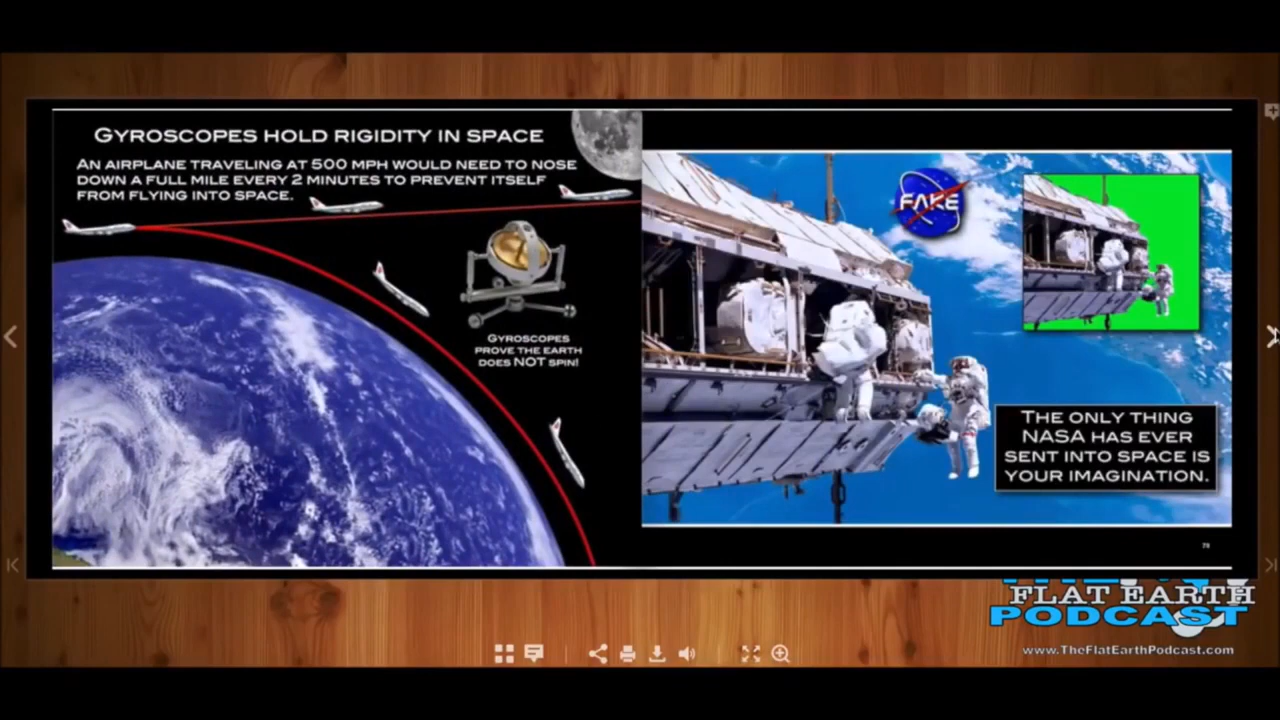 GYROSCOPES HOLD RIGIDITY IN SPACE
AN AIRPLANE TRAVELING AT 500 MPH WOULD NEED TO NOSE
DOWN A FULL MILE EVERY 2 MINUTES TO PREVENT ITSELF
FROM FLYING INTO SPACE.
GYROSCOPES
PROVE THE EARTH
DOES NOT SPIN!
FAKE
THE ONLY THING
NASA HAS EVER
SENT INTO SPACE IS
YOUR IMAGINATION.
FLAT EARTH
PODCAST
www.TheFlatEarthPodcast.com